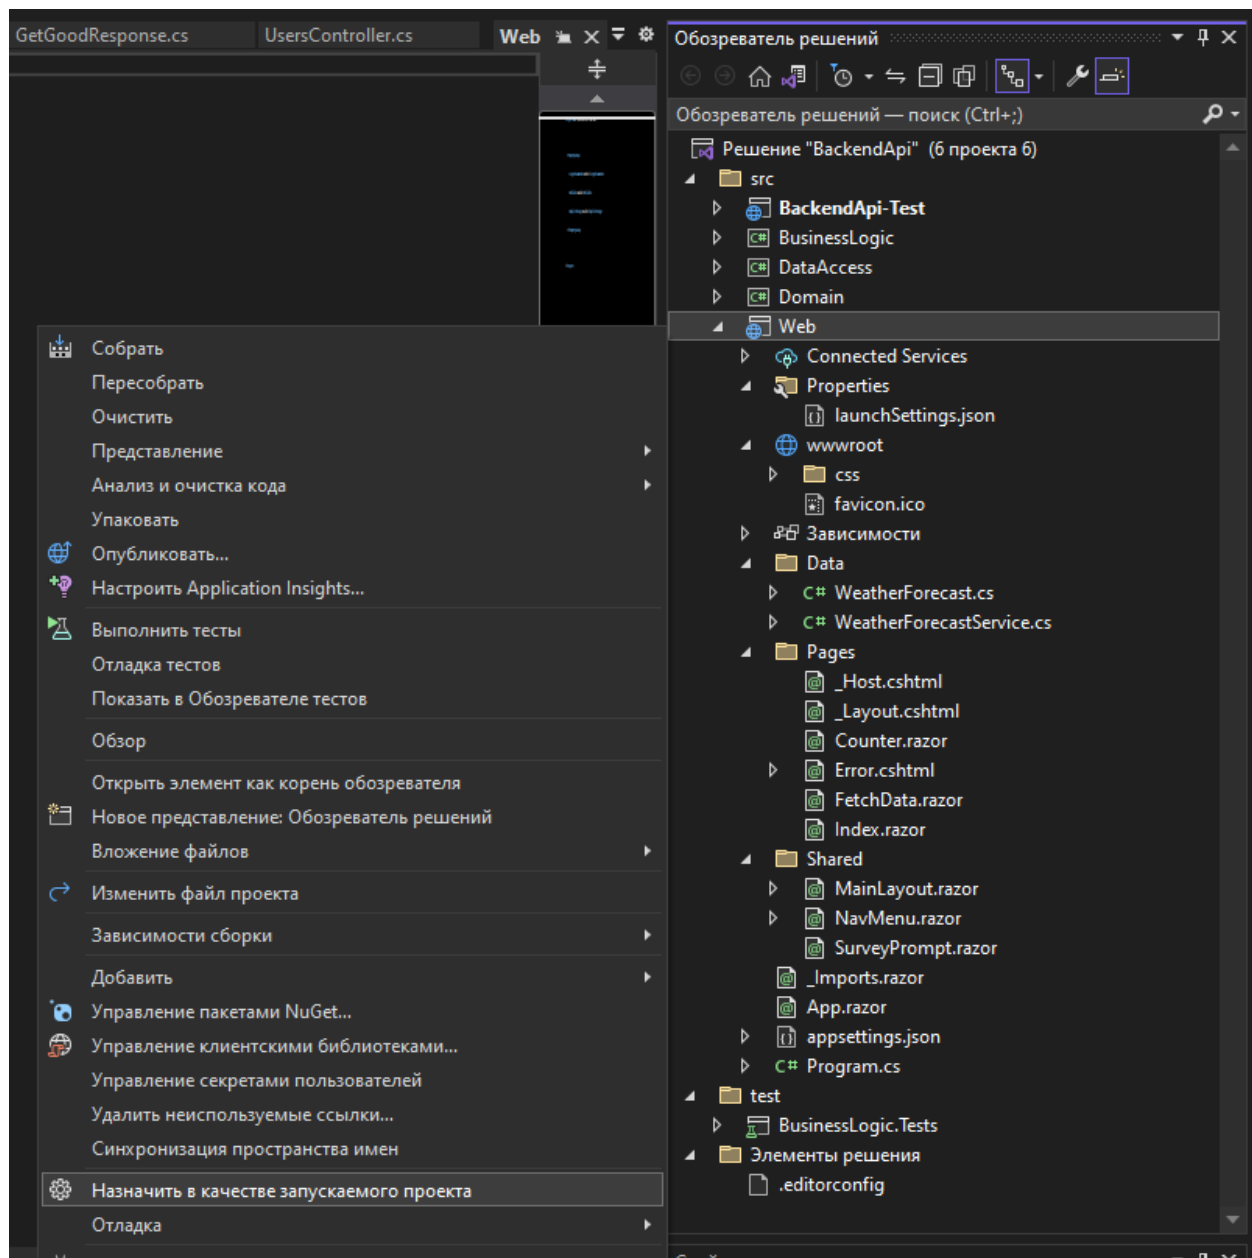 GetGoodResponse.cs
UsersController.cs
Web
Обозреватель решений
Обозреватель решений — поиск (Ctrl+;)
Решение "BackendApi" (6 проекта 6)
src
BackendApi-Test
BusinessLogic
DataAccess
Domain
Web
Connected Services
Properties
launchSettings.json
wwwroot
css
favicon.ico
Зависимости
Data
WeatherForecast.cs
WeatherForecastService.cs
Pages
_Host.cshtml
_Layout.cshtml
Counter.razor
Error.cshtml
FetchData.razor
Index.razor
Shared
MainLayout.razor
NavMenu.razor
SurveyPrompt.razor
_Imports.razor
App.razor
appsettings.json
Program.cs
test
BusinessLogic.Tests
Элементы решения
.editorconfig
Собрать
Пересобрать
Очистить
Представление
Анализ и очистка кода
Упаковать
Опубликовать...
Настроить Application Insights...
Выполнить тесты
Отладка тестов
Показать в Обозревателе тестов
Обзор
Открыть элемент как корень обозревателя
Новое представление: Обозреватель решений
Вложение файлов
Изменить файл проекта
Зависимости сборки
Добавить
Управление пакетами NuGet...
Управление клиентскими библиотеками...
Управление секретами пользователей
Удалить неиспользуемые ссылки...
Синхронизация пространства имен
Назначить в качестве запускаемого проекта
Отладка